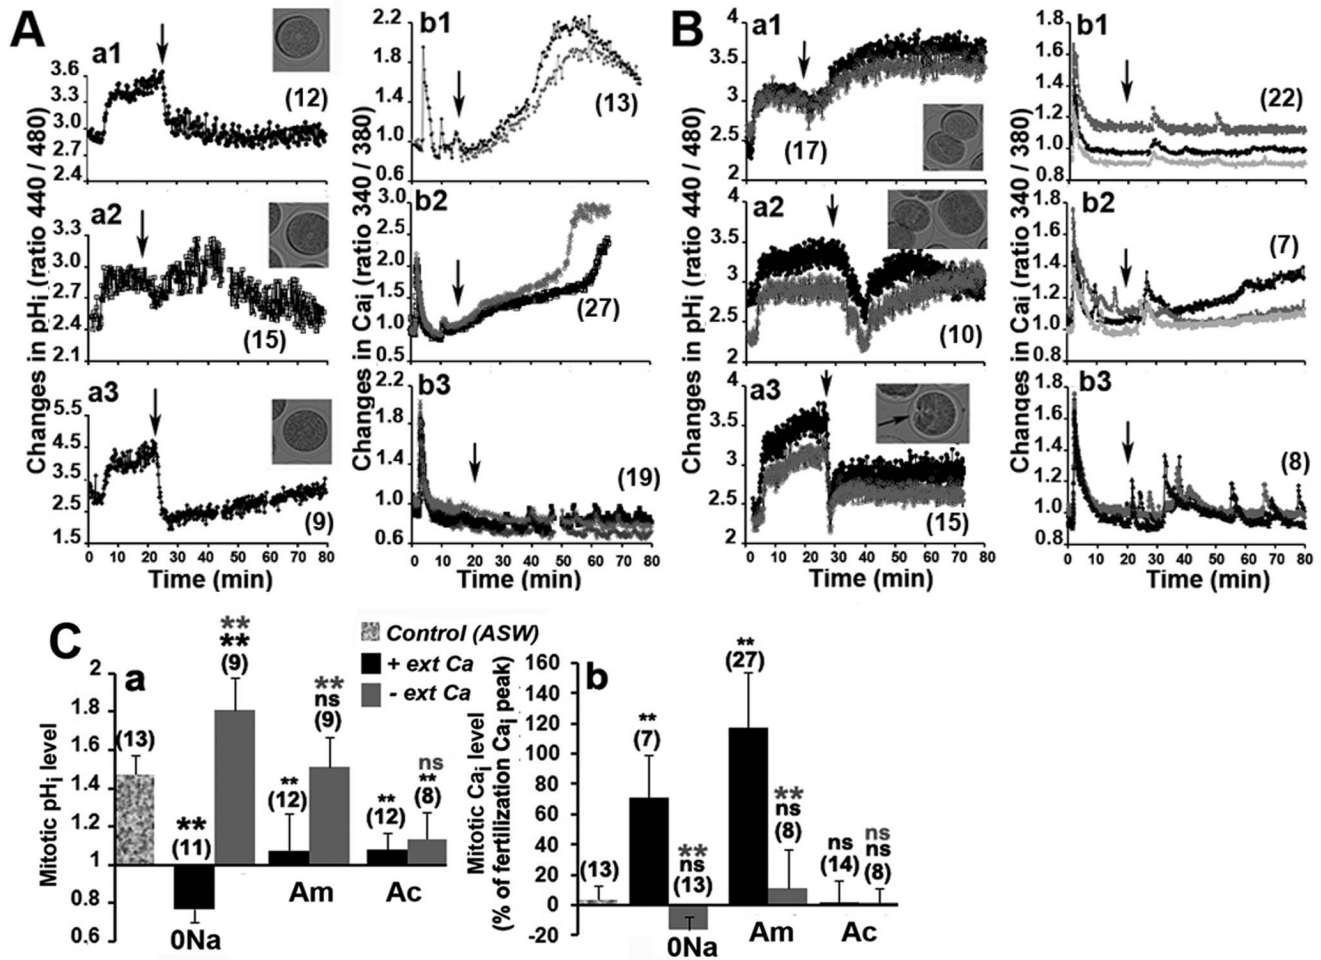 A
a1
(12)
3.6
3.3
3.0
2.7
2.4
a2
(15)
3.3
3.0
2.7
2.4
2.1
a3
(9)
5.5
4.5
3.5
2.5
1.5
0 10 20 30 40 50 60 70 80
Time (min)
Changes in pHi (ratio 440 / 480)
b1
(13)
2.2
1.8
1.4
1.0
0.6
b2
(27)
3.0
2.0
1.0
0.5
b3
(19)
2.2
1.8
1.4
1.0
0.6
0 10 20 30 40 50 60 70 80
Time (min)
Changes in Cai (ratio 340 / 380)
B
a1
(17)
4
3.5
3
2.5
2
a2
(10)
4
3.5
3
2.5
2
a3
(15)
4
3.5
3
2.5
2
0 10 20 30 40 50 60 70 80
Time (min)
Changes in pHi (ratio 440 / 480)
b1
(22)
1.8
1.6
1.4
1.2
1.0
0.8
b2
(7)
1.8
1.6
1.4
1.2
1.0
0.8
b3
(8)
1.8
1.6
1.4
1.2
1.0
0.8
0 10 20 30 40 50 60 70 80
Time (min)
Changes in Cai (ratio 340 / 380)
C
Control (ASW)
+ ext Ca
- ext Ca
a
Mitotic pHi level
2
1.8
1.6
1.4
1.2
1
0.8
0.6
(13)
**
(11)
**
**
(9)
**
(12)
**
ns
(9)
**
(12)
ns
**
(8)
0Na
Am
Ac
b
Mitotic Cai level
(% of fertilization Cai peak)
160
140
120
100
80
60
40
20
0
-20
(13)
**
(7)
**
ns
(13)
**
(27)
**
ns
(8)
ns
(14)
ns
ns
(8)
0Na
Am
Ac